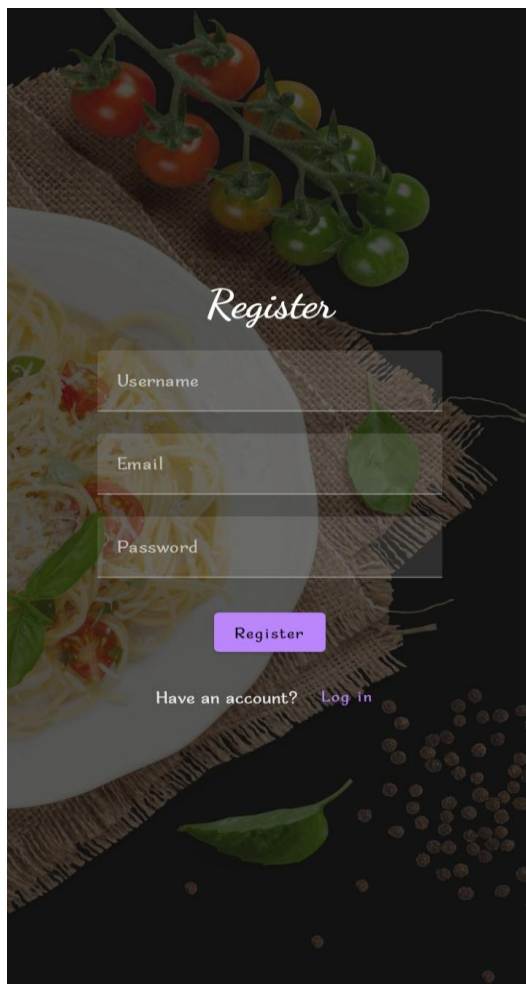 Register
Username
Email
Password
Register
Have an account? Log in